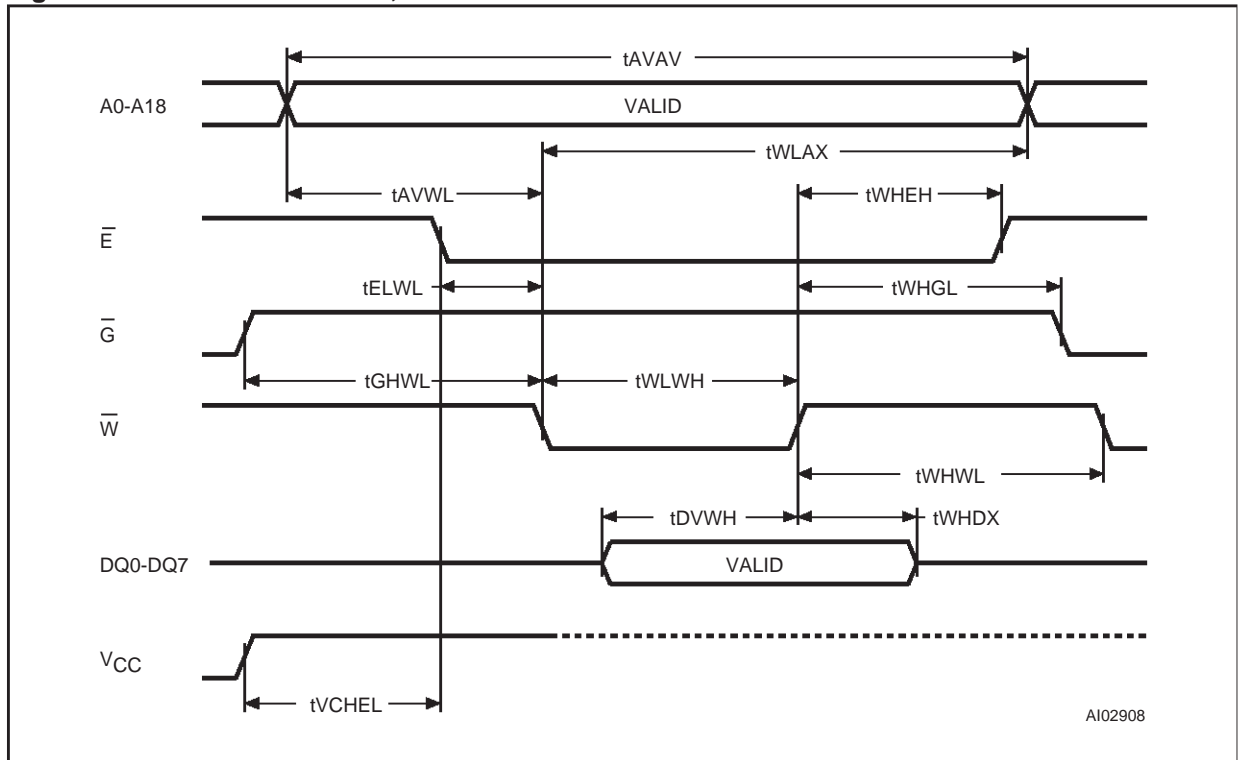 tAVAV
A0-A18
VALID
tWLAX
tAVWL
tWHEH
E
tELWL
tWHGL
G
tGHWL
tWLWH
W
tWHWL
tDVWH
tWHDX
DQ0-DQ7
VALID
VCC
tVCHEL
AI02908